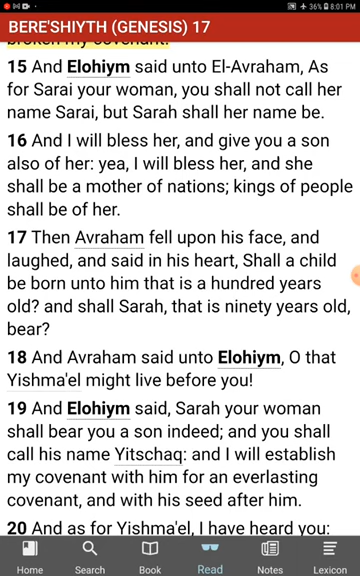 36% 8:01 PM
BERE'SHIYTH (GENESIS) 17
broken my covenant.
15 And Elohiym said unto El-Avraham, As
for Sarai your woman, you shall not call her
name Sarai, but Sarah shall her name be.
16 And I will bless her, and give you a son
also of her: yea, I will bless her, and she
shall be a mother of nations; kings of people
shall be of her.
17 Then Avraham fell upon his face, and
laughed, and said in his heart, Shall a child
be born unto him that is a hundred years
old? and shall Sarah, that is ninety years old,
bear?
18 And Avraham said unto Elohiym, O that
Yishma'el might live before you!
19 And Elohiym said, Sarah your woman
shall bear you a son indeed; and you shall
call his name Yitschaq: and I will establish
my covenant with him for an everlasting
covenant, and with his seed after him.
20 And as for Yishma'el, I have heard you:
Home Search Book Read Notes Lexicon